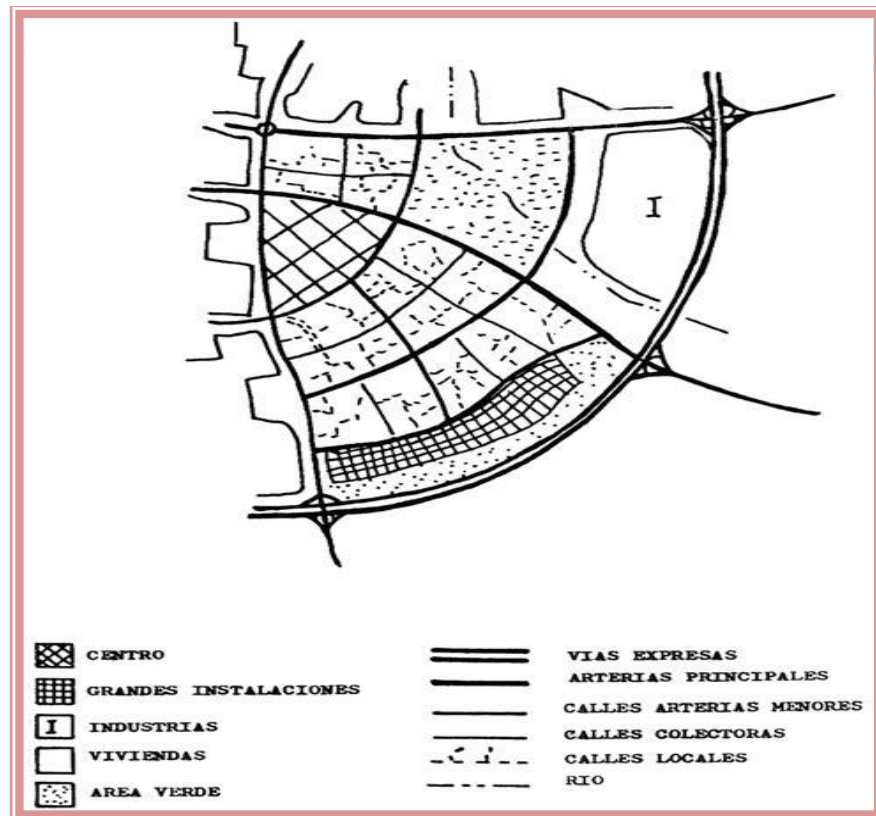 I
CENTRO
GRANDES INSTALACIONES
I INDUSTRIAS
VIVIENDAS
AREA VERDE
VIAS EXPRESAS
ARTERIAS PRINCIPALES
CALLES ARTERIAS MENORES
CALLES COLECTORAS
CALLES LOCALES
RIO